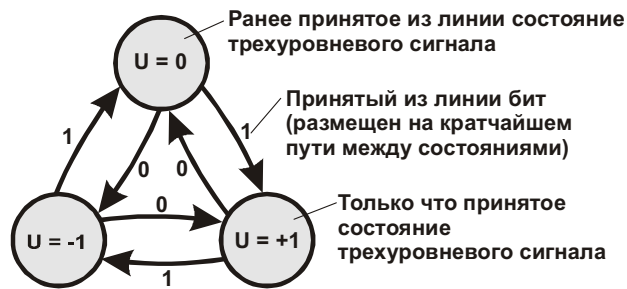 Ранее принятое из линии состояние
трехуровневого сигнала
U = 0
Принятый из линии бит
(размещен на кратчайшем
пути между состояниями)
1
1
0
0
Только что принятое
состояние
трехуровневого сигнала
0
U = -1
U = +1
1